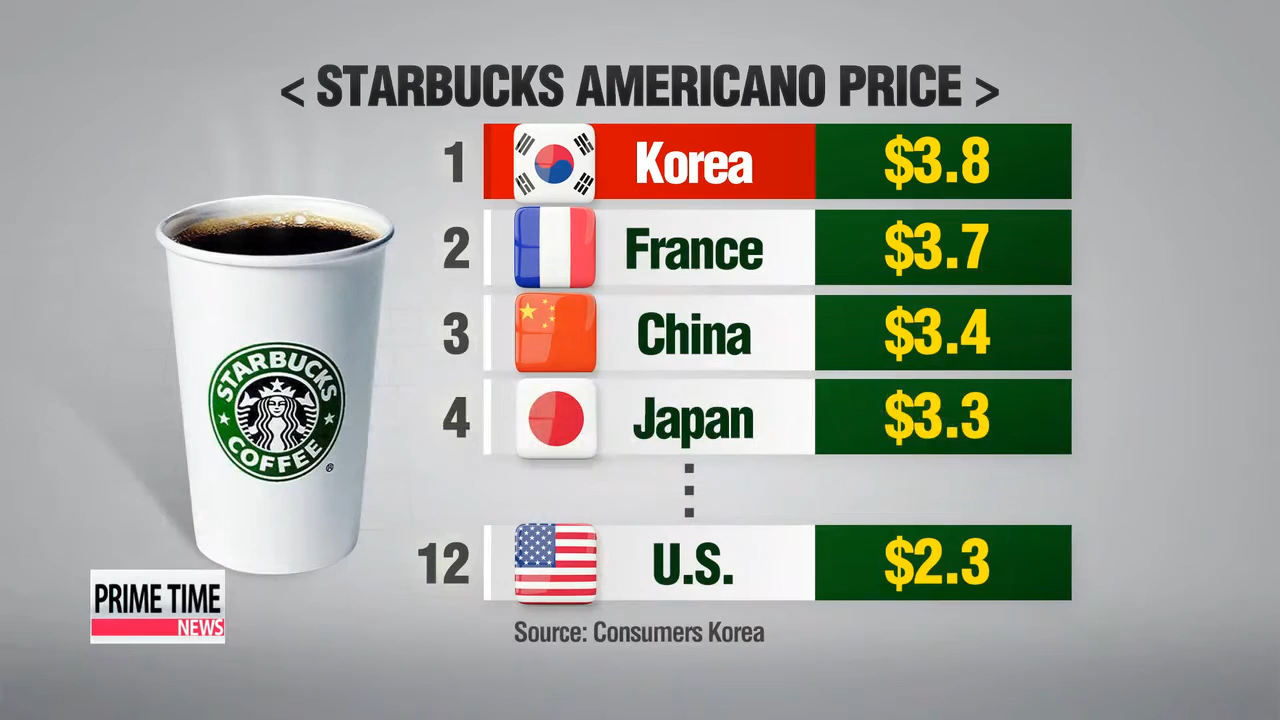 < STARBUCKS AMERICANO PRICE >
1 Korea $3.8
2 France $3.7
3 China $3.4
4 Japan $3.3
12 U.S. $2.3
Source: Consumers Korea
STARBUCKS
COFFEE
®
PRIME TIME
NEWS